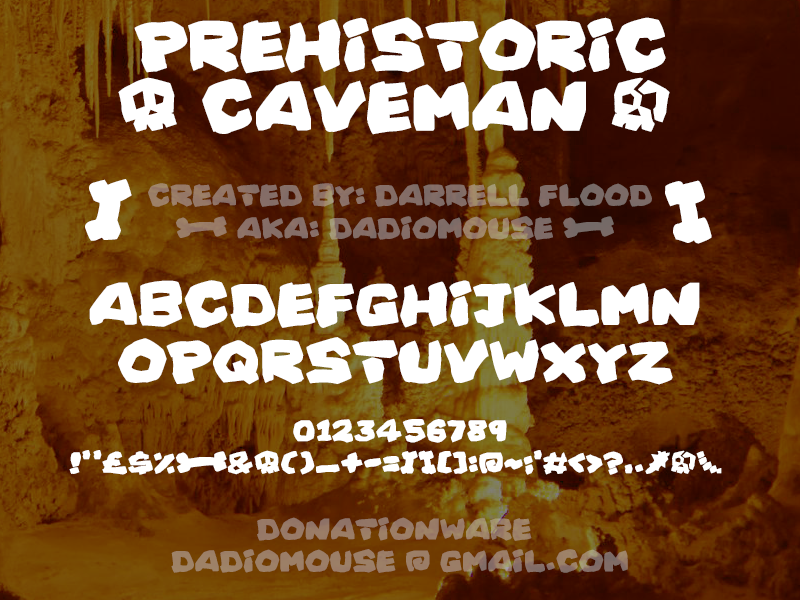 PREHiSTORiC
CAVEMAN
CREATED BY: DARRELL FLOOD
AKA: DADiOMOUSE
ABCDEFGHiJKLMN
OPQRSTUVWXYZ
0123456789
!"£$%&()_+-=[]:@~;'#<>?,.
DONATiONWARE
DADiOMOUSE @ GMAiL.COM